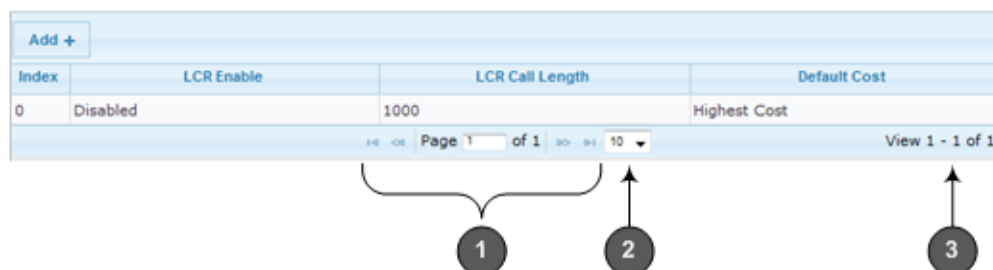 Add +
Index LCR Enable LCR Call Length Default Cost
0 Disabled 1000 Highest Cost
Page 1 of 1 10 View 1 - 1 of 1
1 2 3